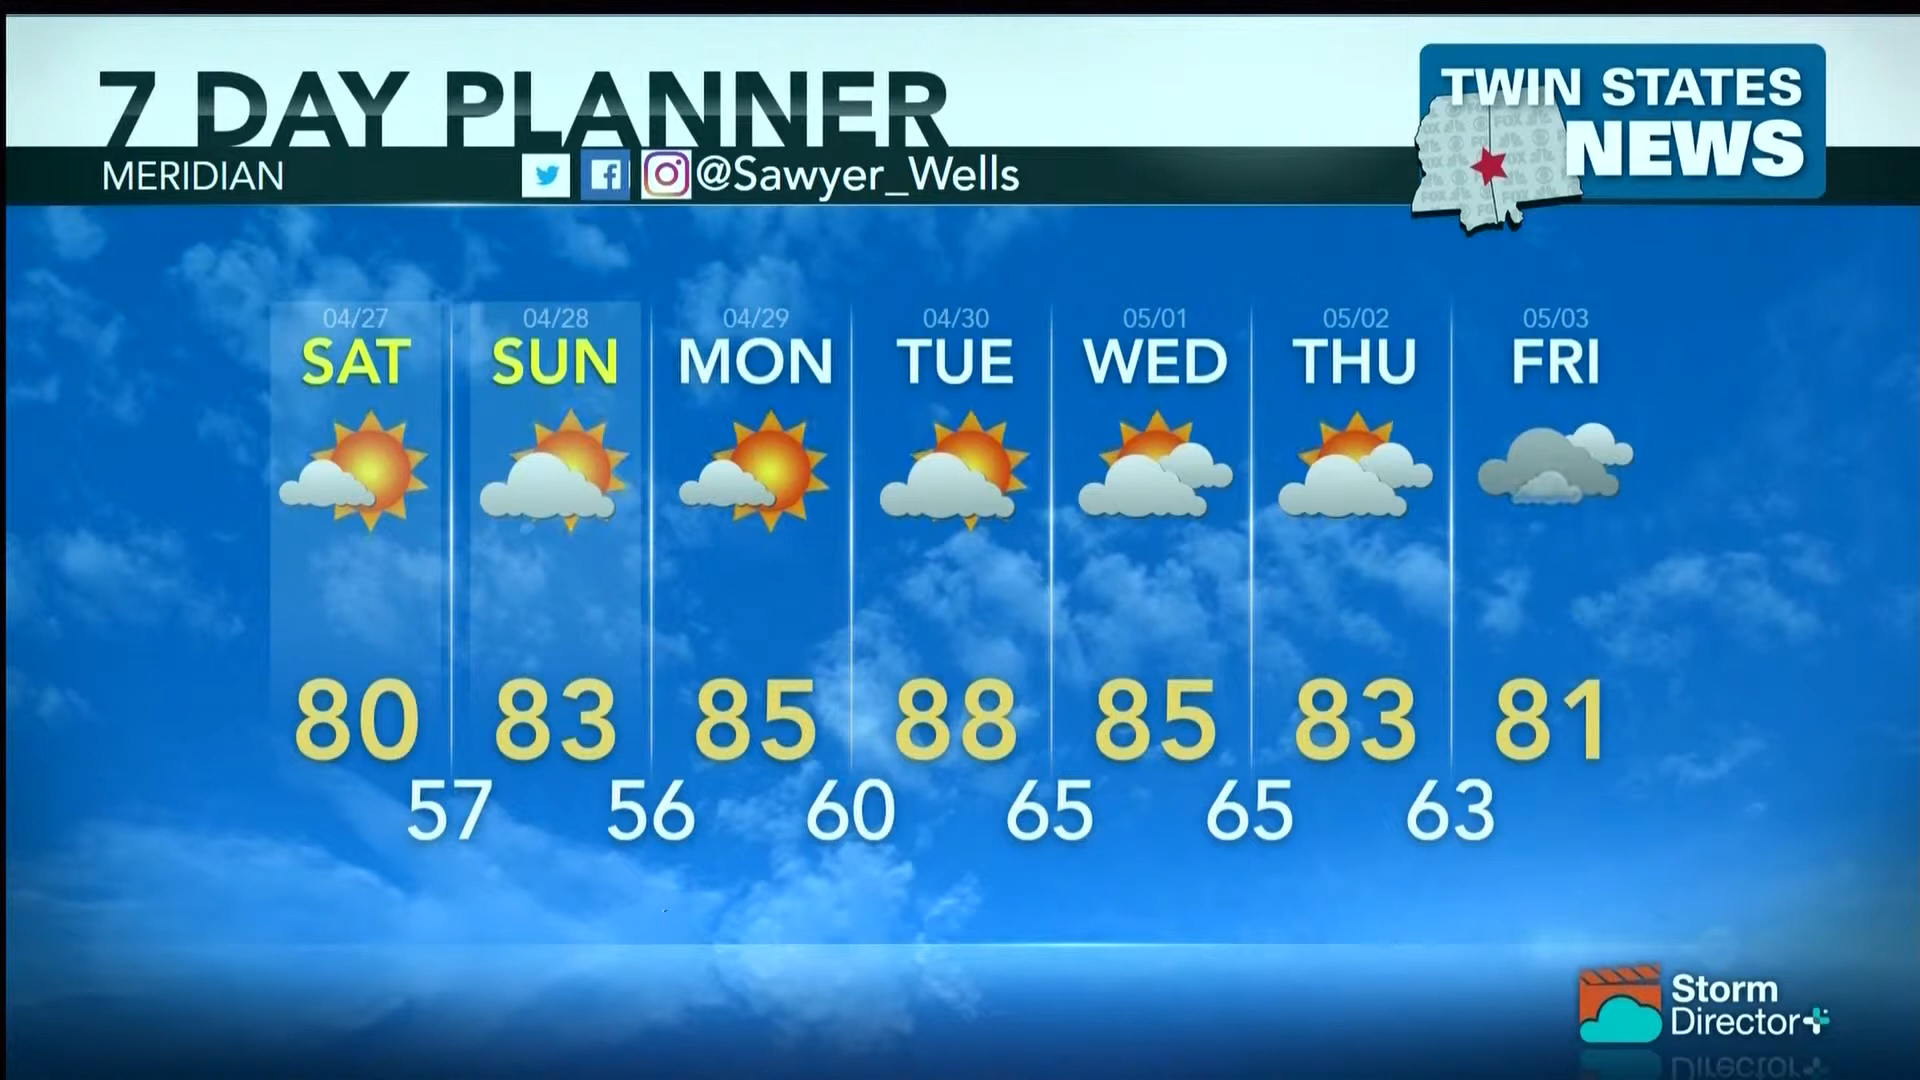 7 DAY PLANNER
MERIDIAN
@Sawyer_Wells
TWIN STATES
NEWS
04/27 04/28 04/29 04/30 05/01 05/02 05/03
SAT SUN MON TUE WED THU FRI
80 83 85 88 85 83 81
57 56 60 65 65 63
Storm
Director+